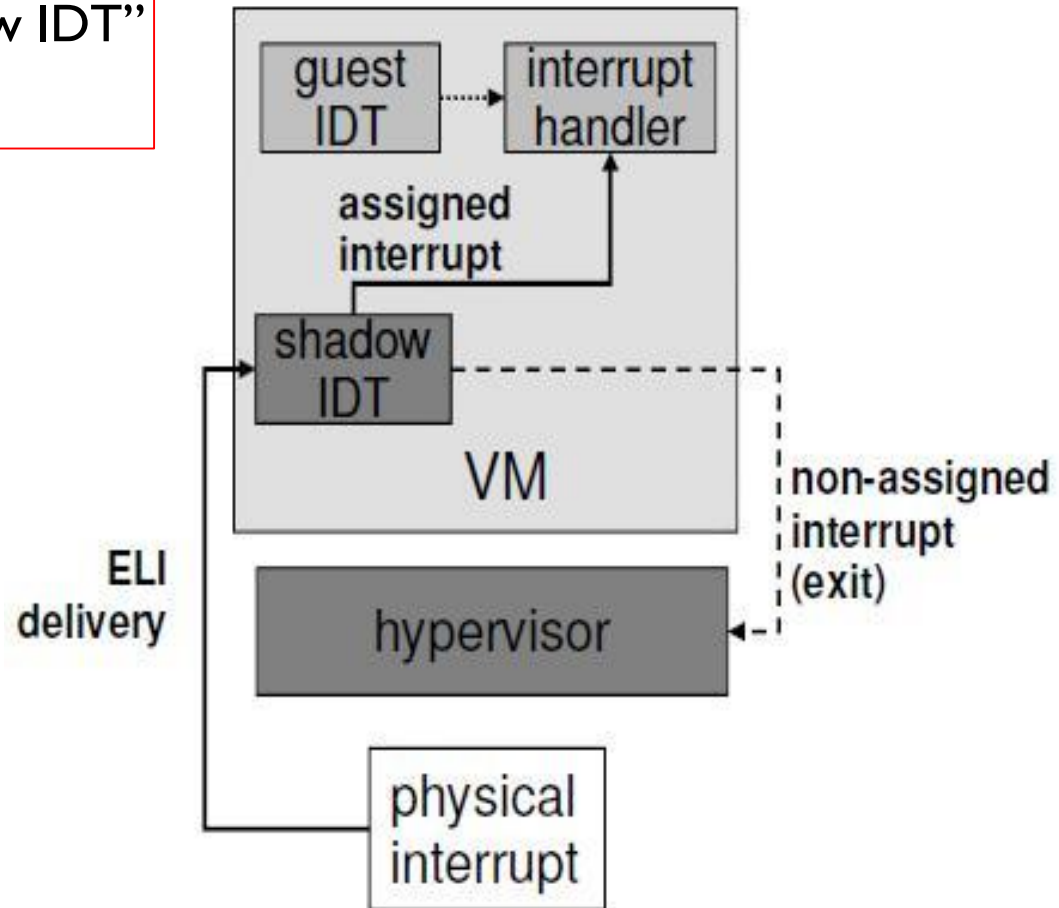 IDT”
guest
IDT
interrupt
handler
assigned
interrupt
shadow
IDT
VM
non-assigned
interrupt
(exit)
ELI
delivery
hypervisor
physical
interrupt